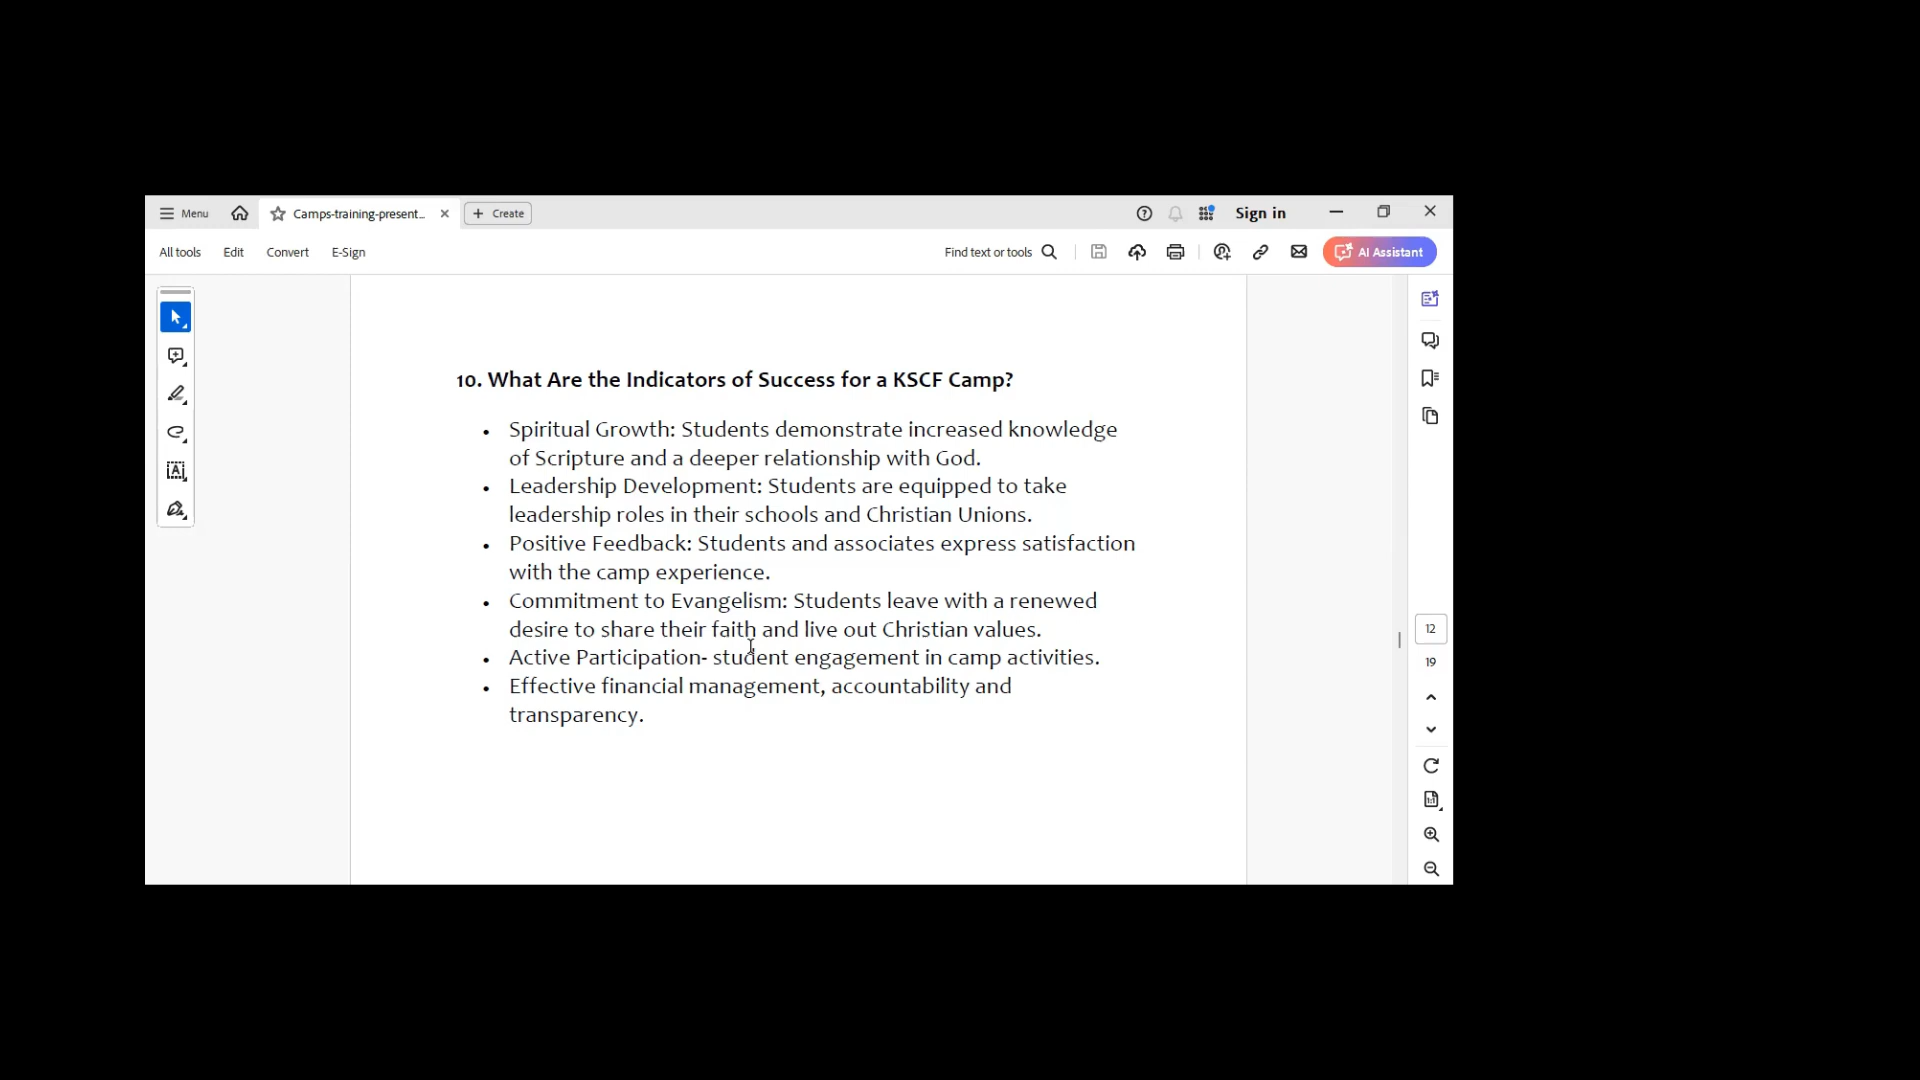 Menu
Camps-training-present...
Create
Sign in
All tools
Edit
Convert
E-Sign
Find text or tools
AI Assistant
10. What Are the Indicators of Success for a KSCF Camp?
• Spiritual Growth: Students demonstrate increased knowledge
of Scripture and a deeper relationship with God.
• Leadership Development: Students are equipped to take
leadership roles in their schools and Christian Unions.
• Positive Feedback: Students and associates express satisfaction
with the camp experience.
• Commitment to Evangelism: Students leave with a renewed
desire to share their faith and live out Christian values.
• Active Participation- student engagement in camp activities.
• Effective financial management, accountability and
transparency.
12
19